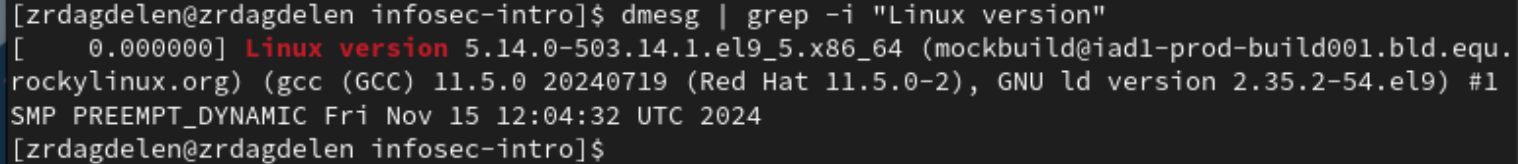 [zrdagdelen@zrdagdelen infosec-intro]$ dmesg | grep -i "Linux version"
[    0.000000] Linux version 5.14.0-503.14.1.el9_5.x86_64 (mockbuild@iad1-prod-build001.bld.equ.
rockylinux.org) (gcc (GCC) 11.5.0 20240719 (Red Hat 11.5.0-2), GNU ld version 2.35.2-54.el9) #1
SMP PREEMPT_DYNAMIC Fri Nov 15 12:04:32 UTC 2024
[zrdagdelen@zrdagdelen infosec-intro]$